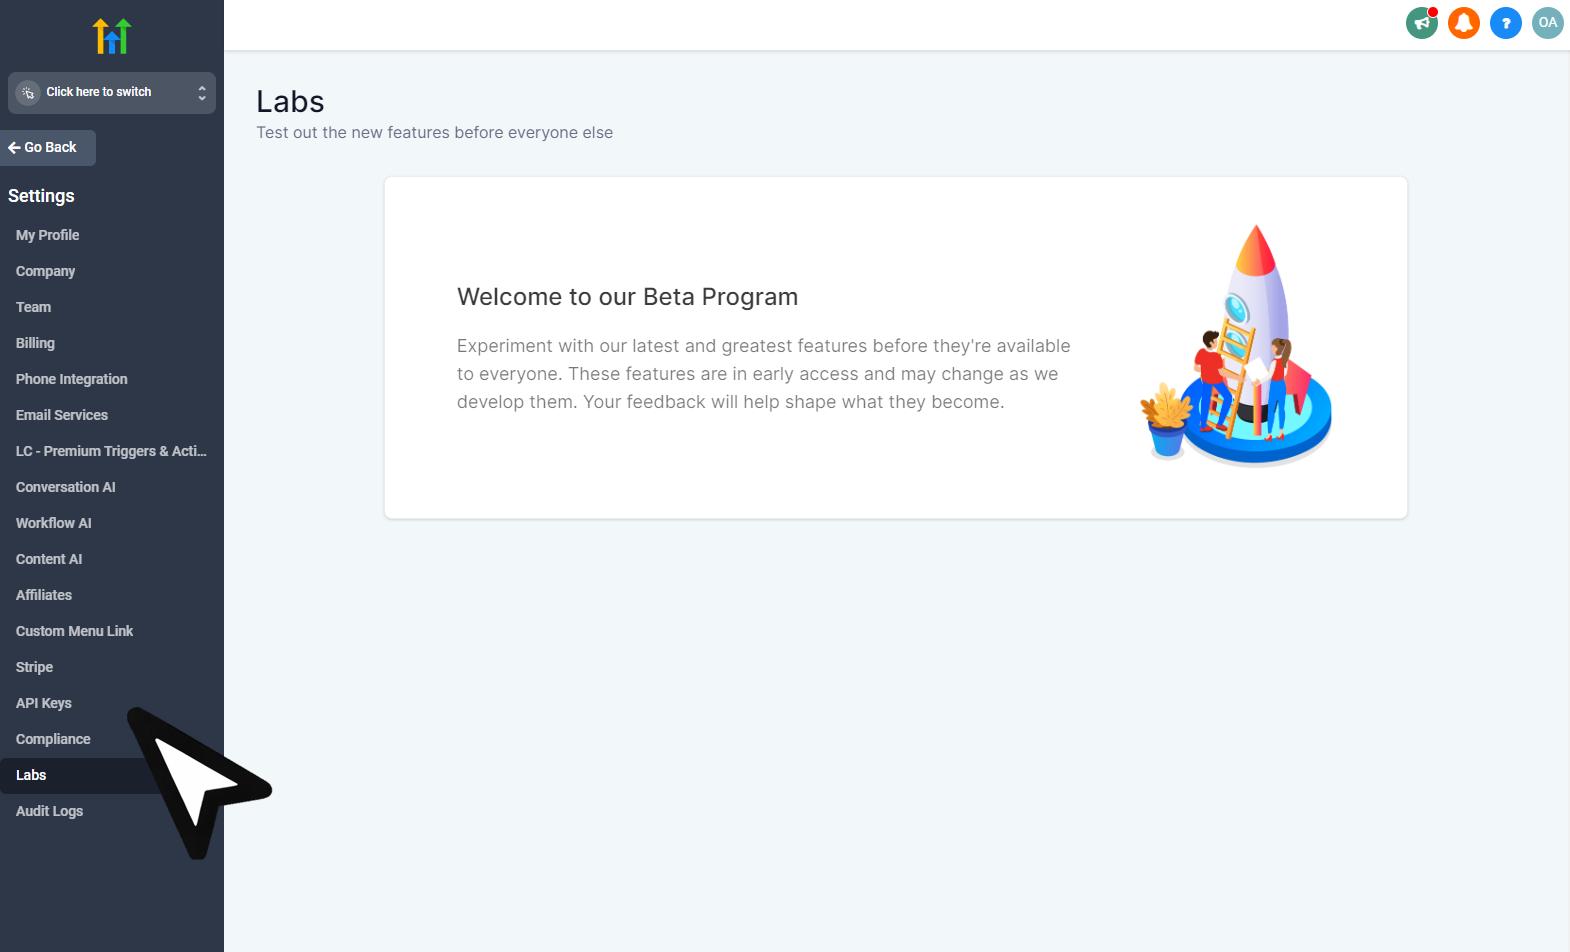 Click here to switch
Go Back
Settings
My Profile
Company
Team
Billing
Phone Integration
Email Services
LC - Premium Triggers & Acti...
Conversation AI
Workflow AI
Content AI
Affiliates
Custom Menu Link
Stripe
API Keys
Compliance
Labs
Audit Logs
?
OA
Labs
Test out the new features before everyone else
Welcome to our Beta Program
Experiment with our latest and greatest features before they're available
to everyone. These features are in early access and may change as we
develop them. Your feedback will help shape what they become.